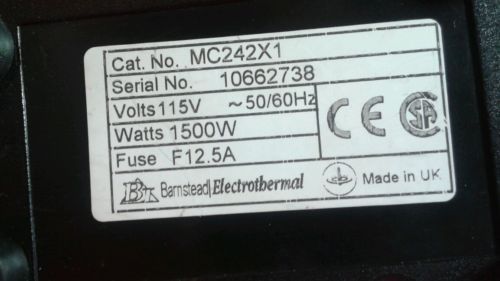 Cat. No. MC242X1
Serial No. 10662738
Volts 115V ~50/60Hz
Watts 1500W
Fuse F12.5A
CE
Barnstead|Electrothermal
Made in UK